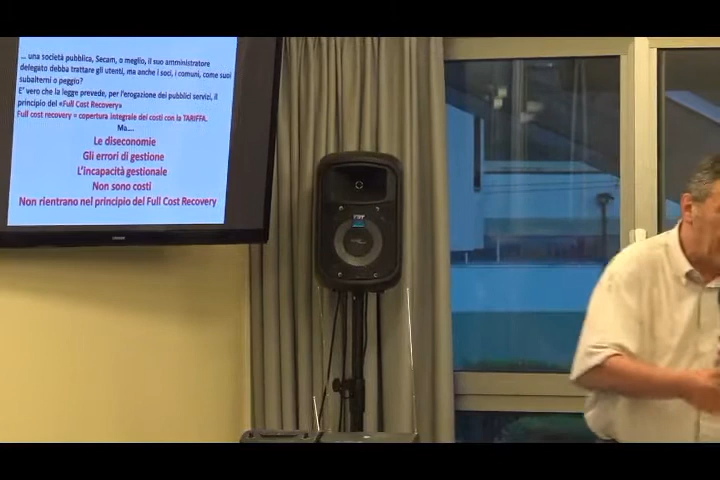 ... una società pubblica, Secam, o meglio, il suo amministratore
delegato debba trattare gli utenti, ma anche i soci, i comuni, come suoi
subalterni o peggio?
E' vero che la legge prevede, per l'erogazione dei pubblici servizi, il
principio del «Full Cost Recovery»
Full cost recovery = copertura integrale dei costi con la TARIFFA.
Ma....
Le diseconomie
Gli errori di gestione
L'incapacità gestionale
Non sono costi
Non rientrano nel principio del Full Cost Recovery